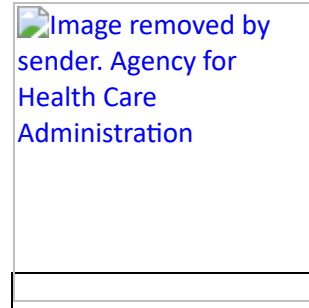 Image removed by
sender. Agency for
Health Care
Administration